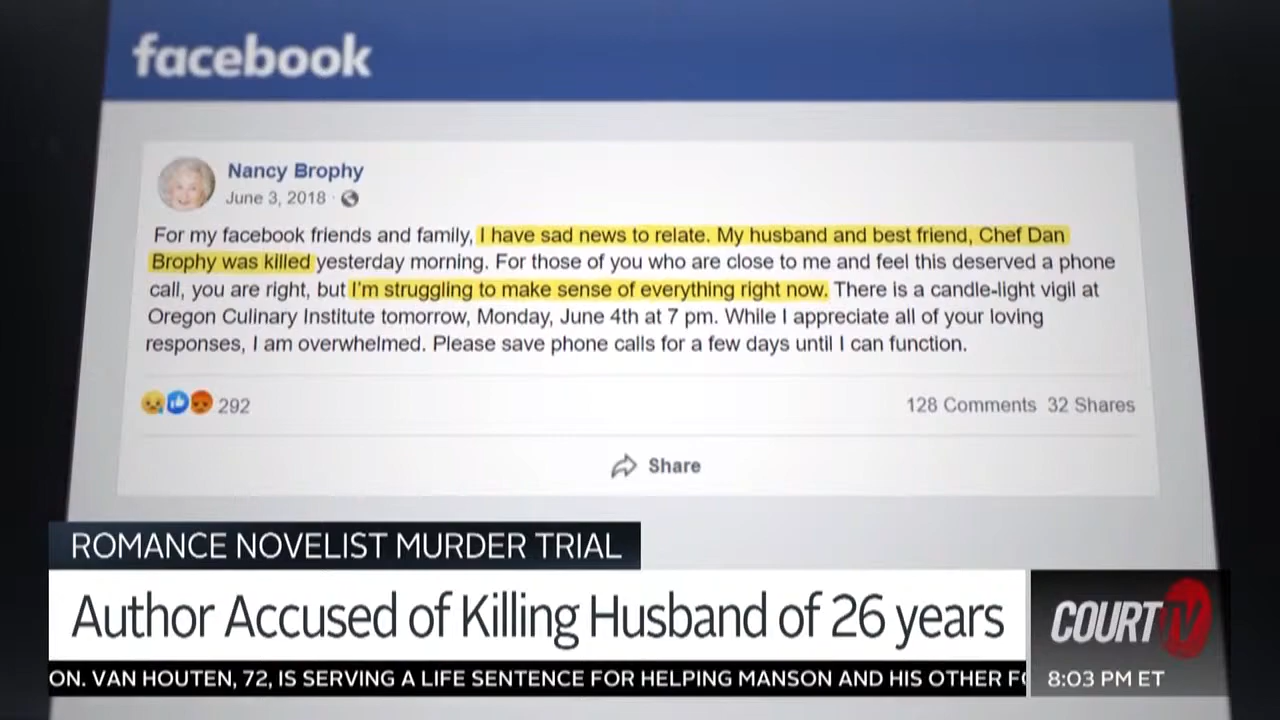 facebook
Nancy Brophy
June 3, 2018 ·
For my facebook friends and family, I have sad news to relate. My husband and best friend, Chef Dan
Brophy was killed yesterday morning. For those of you who are close to me and feel this deserved a phone
call, you are right, but I'm struggling to make sense of everything right now. There is a candle-light vigil at
Oregon Culinary Institute tomorrow, Monday, June 4th at 7 pm. While I appreciate all of your loving
responses, I am overwhelmed. Please save phone calls for a few days until I can function.
292
128 Comments 32 Shares
Share
ROMANCE NOVELIST MURDER TRIAL
Author Accused of Killing Husband of 26 years
COURT TV
ON. VAN HOUTEN, 72, IS SERVING A LIFE SENTENCE FOR HELPING MANSON AND HIS OTHER
8:03 PM ET